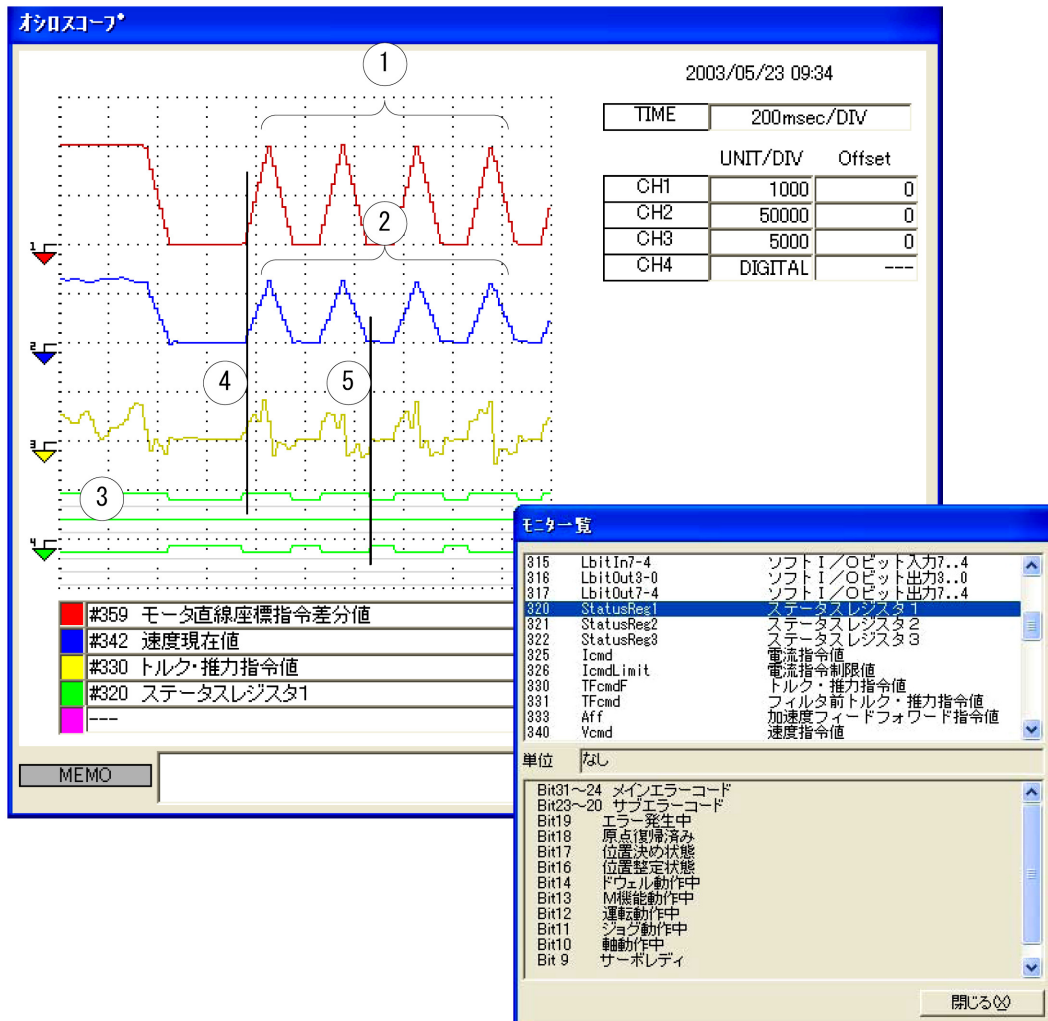 オシロスコープ
①
2003/05/23 09:34
TIME 200msec/DIV
UNIT/DIV Offset
CH1 1000 0
CH2 50000 0
CH3 5000 0
CH4 DIGITAL ---
②
1
2
④ ⑤
3
③
4
#359 モータ直線座標指令差分値
#342 速度現在値
#330 トルク・推力指令値
#320 ステータスレジスタ1
---
MEMO
モニター覧
315 LbitIn7-4 ソフトI/Oビット入力7..4
316 LbitOut3-0 ソフトI/Oビット出力3..0
317 LbitOut7-4 ソフトI/Oビット出力7..4
320 StatusReg1 ステータスレジスタ1
321 StatusReg2 ステータスレジスタ2
322 StatusReg3 ステータスレジスタ3
325 Icmd 電流指令値
326 IcmdLimit 電流指令制限値
330 TFcmdF トルク・推力指令値
331 TFcmd フィルタ前トルク・推力指令値
333 Aff 加速度フィードフォワード指令値
340 Vcmd 速度指令値
単位 なし
Bit31~24 メインエラーコード
Bit23~20 サブエラーコード
Bit19 エラー発生中
Bit18 原点復帰済み
Bit17 位置決め状態
Bit16 位置整定状態
Bit14 ドウェル動作中
Bit13 M機能動作中
Bit12 運転動作中
Bit11 ジョグ動作中
Bit10 軸動作中
Bit 9 サーボレディ
閉じる(X)